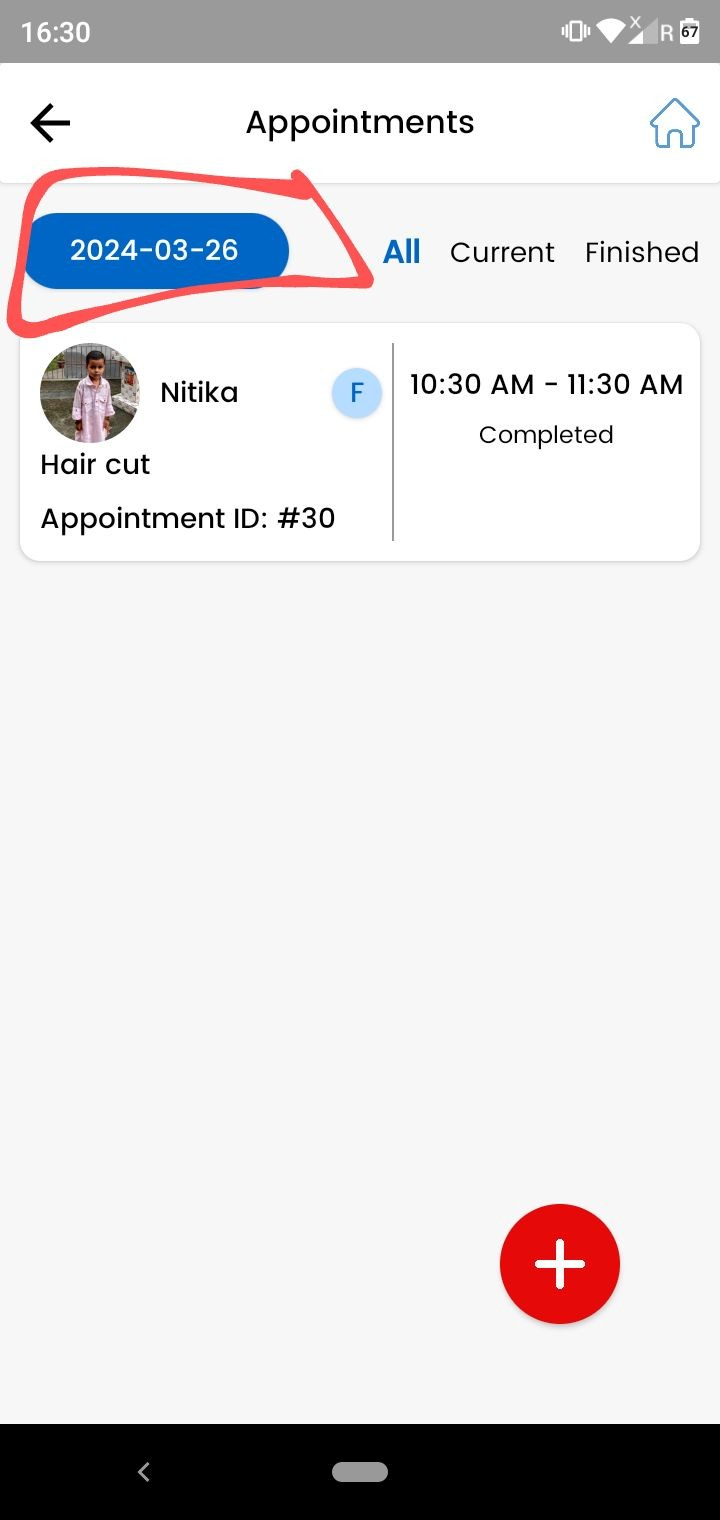 16:30 R 67
Appointments
2024-03-26 All Current Finished
Nitika F 10:30 AM - 11:30 AM
Completed
Hair cut
Appointment ID: #30